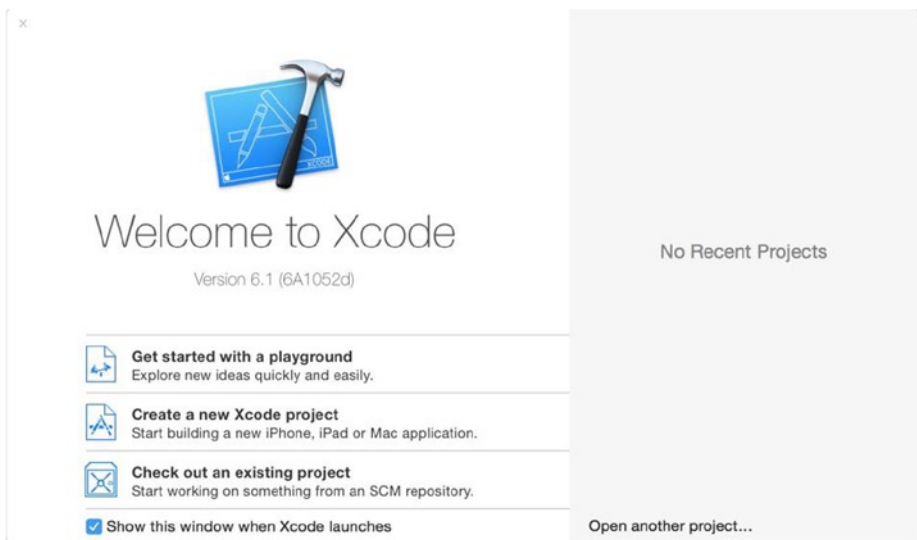 XCODE
Welcome to Xcode
Version 6.1 (6A1052d)
No Recent Projects
Get started with a playground
Explore new ideas quickly and easily.
Create a new Xcode project
Start building a new iPhone, iPad or Mac application.
Check out an existing project
Start working on something from an SCM repository.
Show this window when Xcode launches
Open another project...